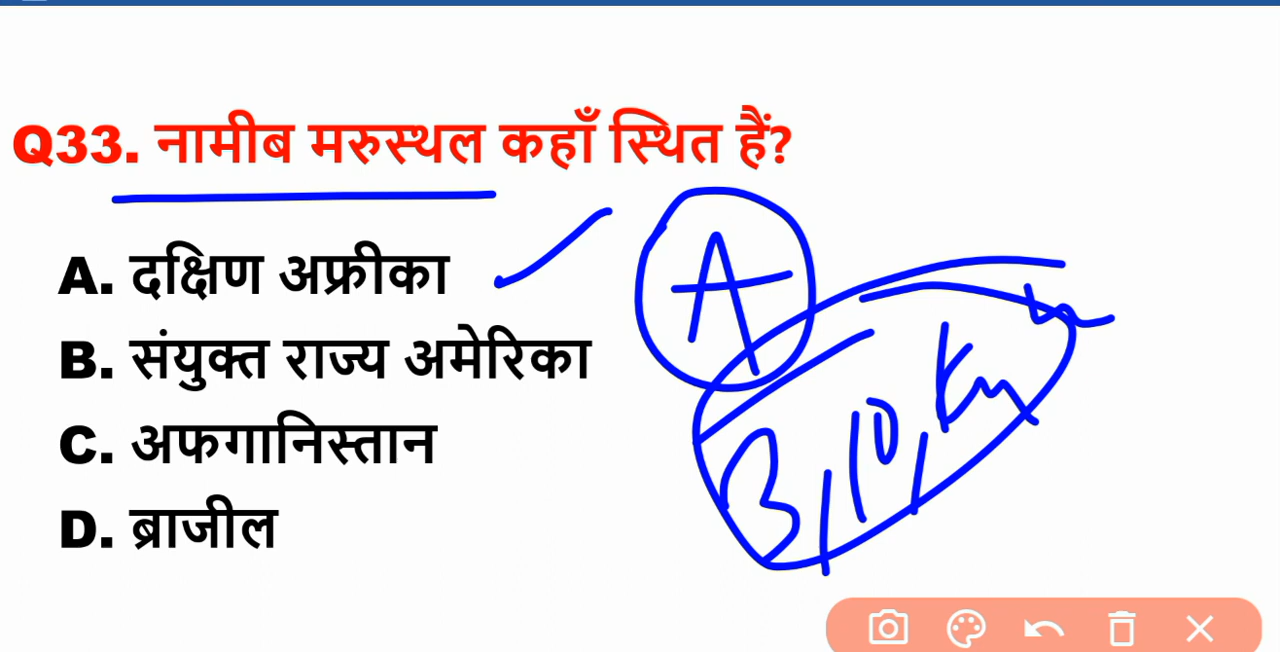 Q33. नामीब मरुस्थल कहाँ स्थित हैं?
A. दक्षिण अफ्रीका
A
B. संयुक्त राज्य अमेरिका
C. अफगानिस्तान
D. ब्राजील